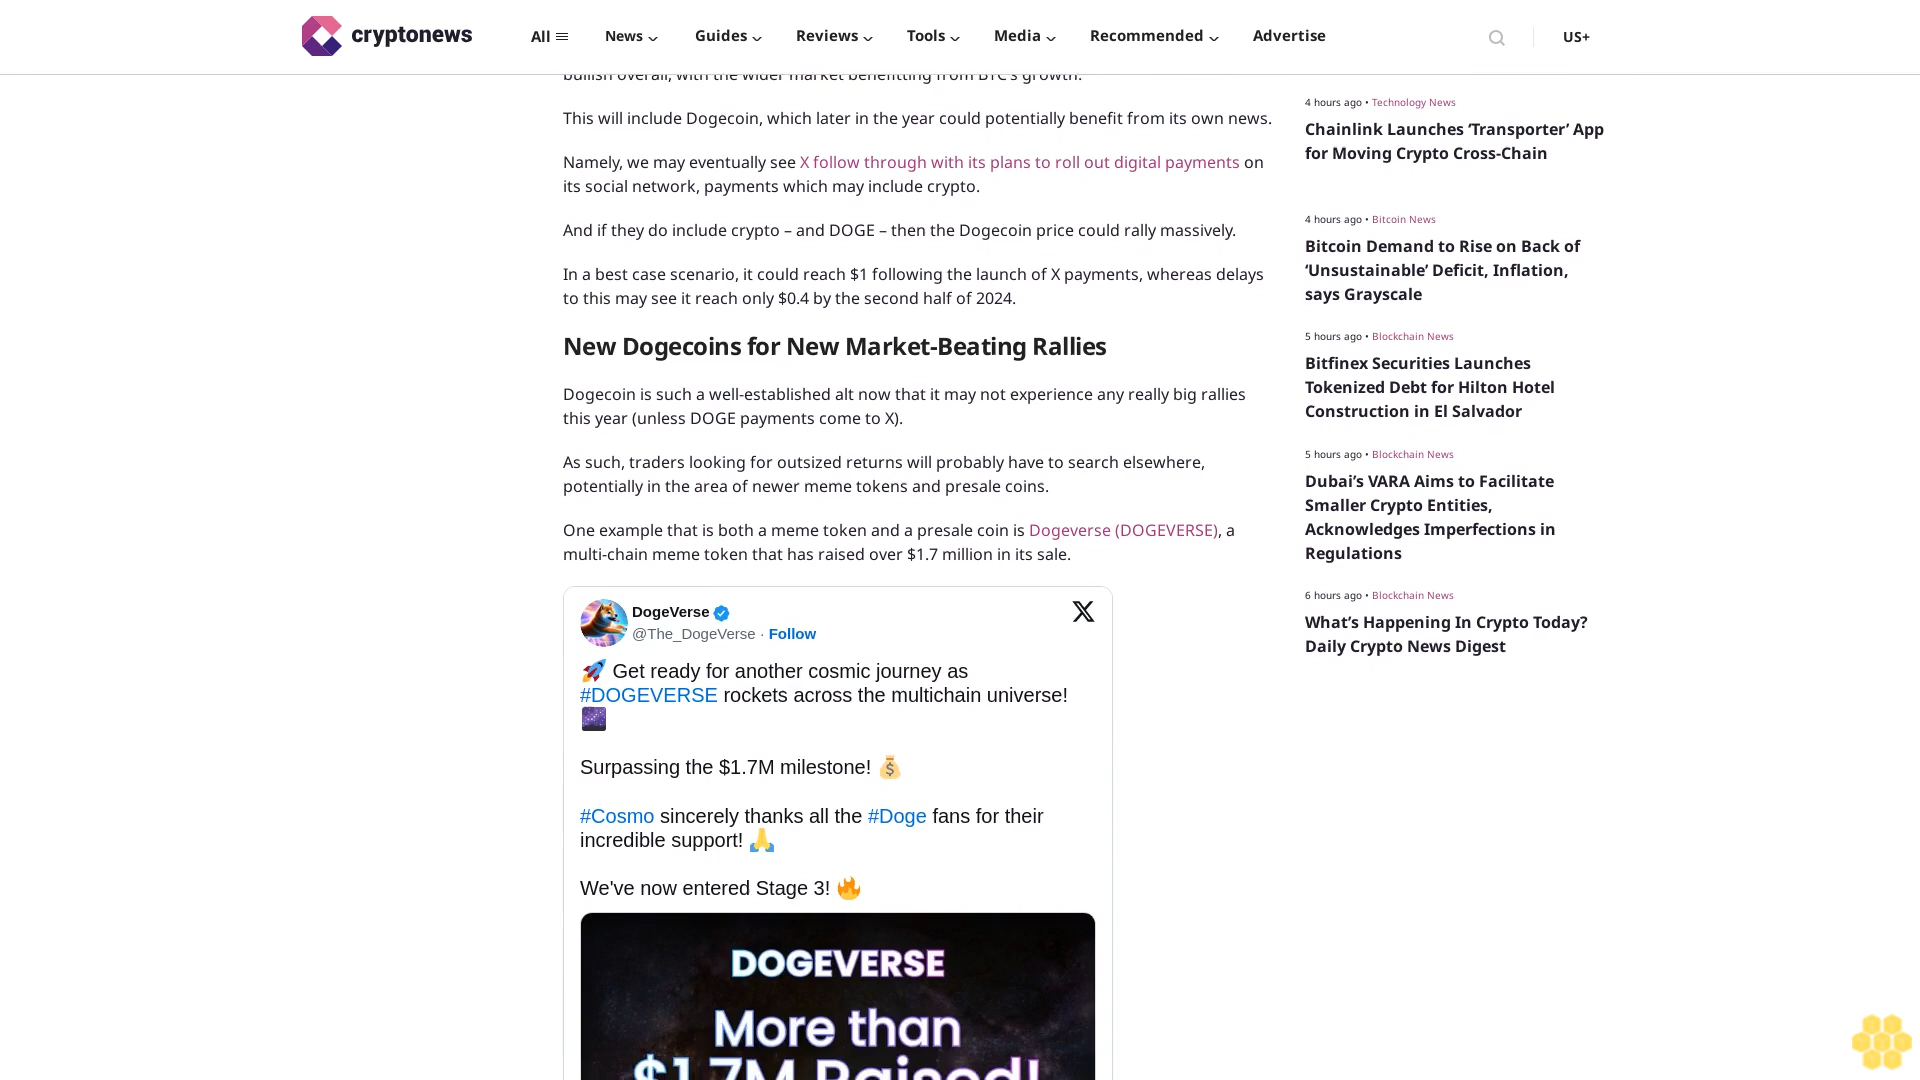 cryptonews
All
News
Guides
Reviews
Tools
Media
Recommended
Advertise
US+
bullish overall, with the wider market benefitting from BTC's growth.
This will include Dogecoin, which later in the year could potentially benefit from its own news.
Namely, we may eventually see X follow through with its plans to roll out digital payments on
its social network, payments which may include crypto.
And if they do include crypto – and DOGE – then the Dogecoin price could rally massively.
In a best case scenario, it could reach $1 following the launch of X payments, whereas delays
to this may see it reach only $0.4 by the second half of 2024.
New Dogecoins for New Market-Beating Rallies
Dogecoin is such a well-established alt now that it may not experience any really big rallies
this year (unless DOGE payments come to X).
As such, traders looking for outsized returns will probably have to search elsewhere,
potentially in the area of newer meme tokens and presale coins.
One example that is both a meme token and a presale coin is Dogeverse (DOGEVERSE), a
multi-chain meme token that has raised over $1.7 million in its sale.
DogeVerse
@The_DogeVerse · Follow
🚀 Get ready for another cosmic journey as
#DOGEVERSE rockets across the multichain universe!
🌌
Surpassing the $1.7M milestone! 💰
#Cosmo sincerely thanks all the #Doge fans for their
incredible support! 🙏
We've now entered Stage 3! 🔥
DOGEVERSE
More than
$1.7M Raised!
4 hours ago • Technology News
Chainlink Launches ‘Transporter’ App
for Moving Crypto Cross-Chain
4 hours ago • Bitcoin News
Bitcoin Demand to Rise on Back of
‘Unsustainable’ Deficit, Inflation,
says Grayscale
5 hours ago • Blockchain News
Bitfinex Securities Launches
Tokenized Debt for Hilton Hotel
Construction in El Salvador
5 hours ago • Blockchain News
Dubai’s VARA Aims to Facilitate
Smaller Crypto Entities,
Acknowledges Imperfections in
Regulations
6 hours ago • Blockchain News
What’s Happening In Crypto Today?
Daily Crypto News Digest